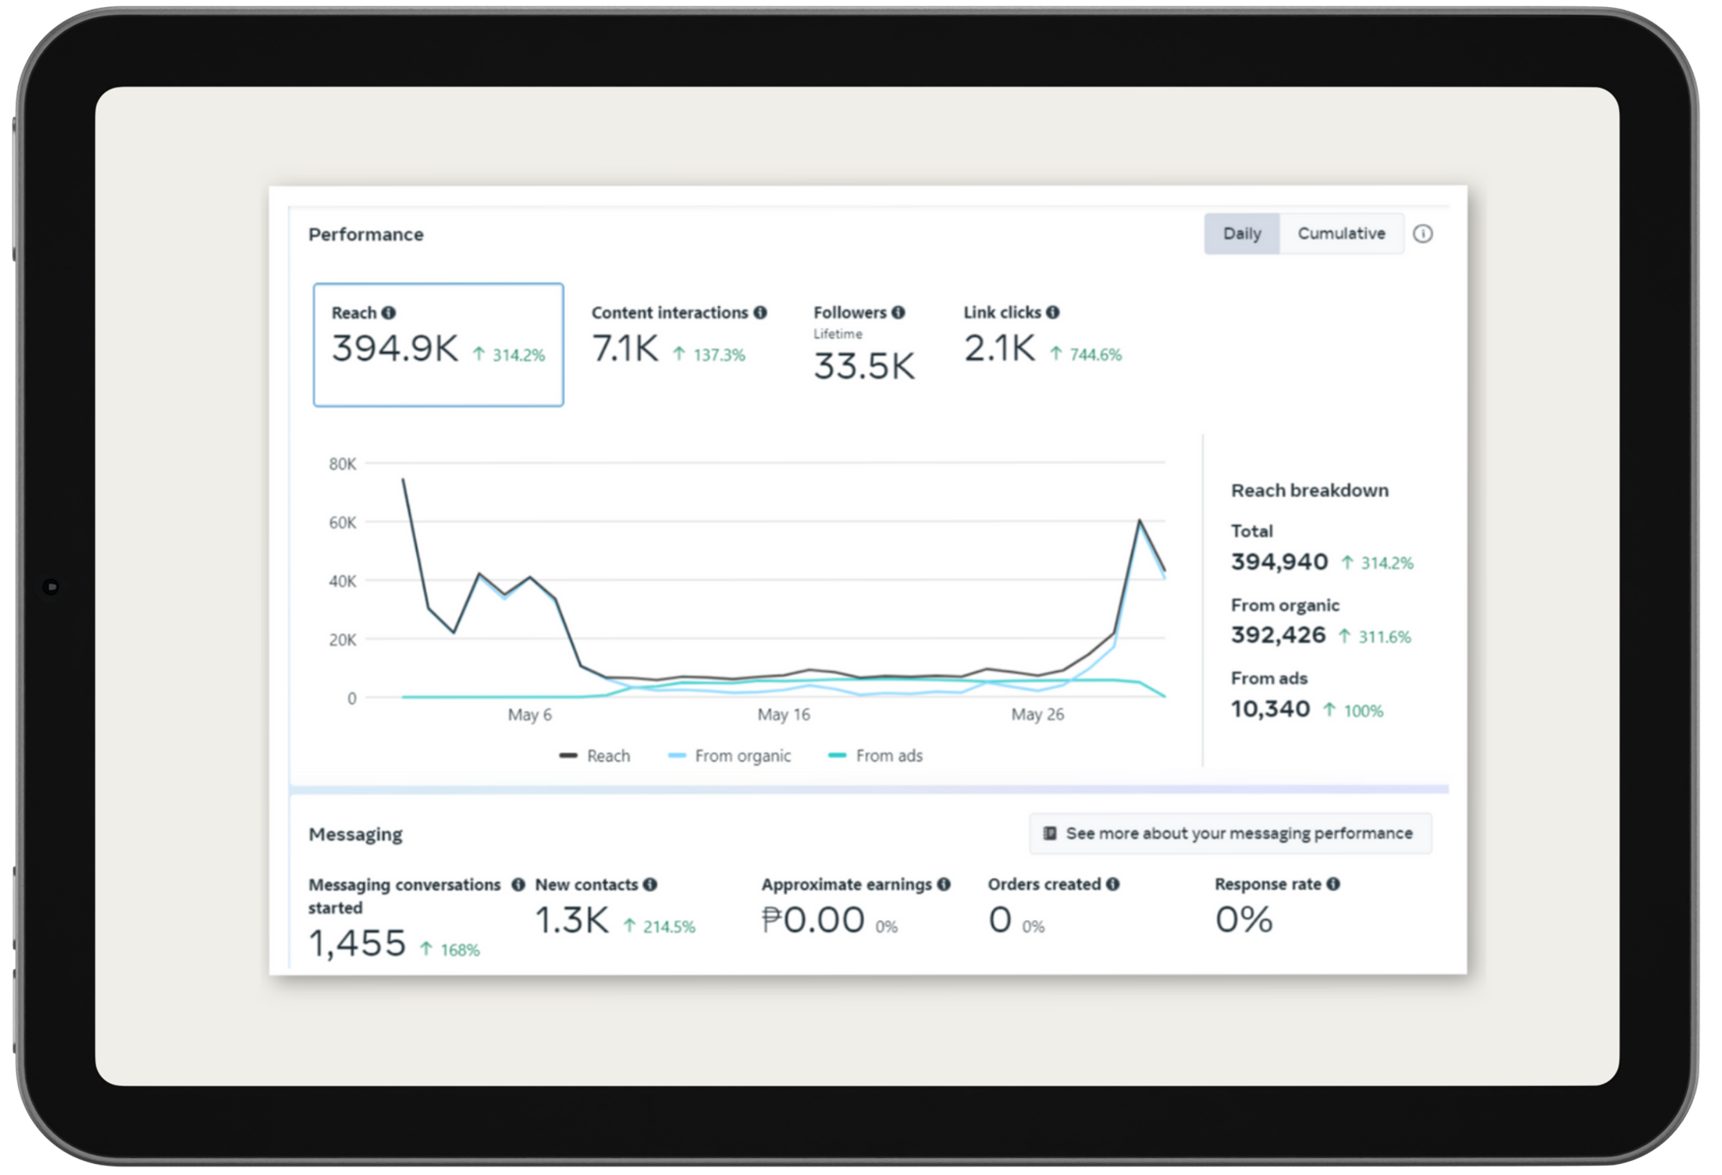 Performance
Daily Cumulative
Reach Content interactions Followers Link clicks
394.9K ↑ 314.2% 7.1K ↑ 137.3% Lifetime 2.1K ↑ 744.6%
33.5K
80K
60K
40K
20K
0
May 6 May 16 May 26
Reach From organic From ads
Reach breakdown
Total
394,940 ↑ 314.2%
From organic
392,426 ↑ 311.6%
From ads
10,340 ↑ 100%
Messaging
See more about your messaging performance
Messaging conversations started
1,455 ↑ 168%
New contacts
1.3K ↑ 214.5%
Approximate earnings
₱0.00 0%
Orders created
0 0%
Response rate
0%